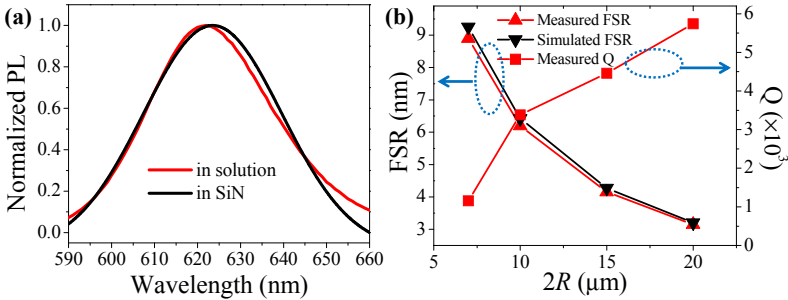 (a)
Normalized PL
1.0
0.8
0.6
0.4
0.2
0.0
in solution
in SiN
590 600 610 620 630 640 650 660
Wavelength (nm)
(b)
FSR (nm)
9
8
7
6
5
4
3
Measured FSR
Simulated FSR
Measured Q
6
5
4
3
2
1
0
Q (×10³)
5 10 15 20
2R (μm)